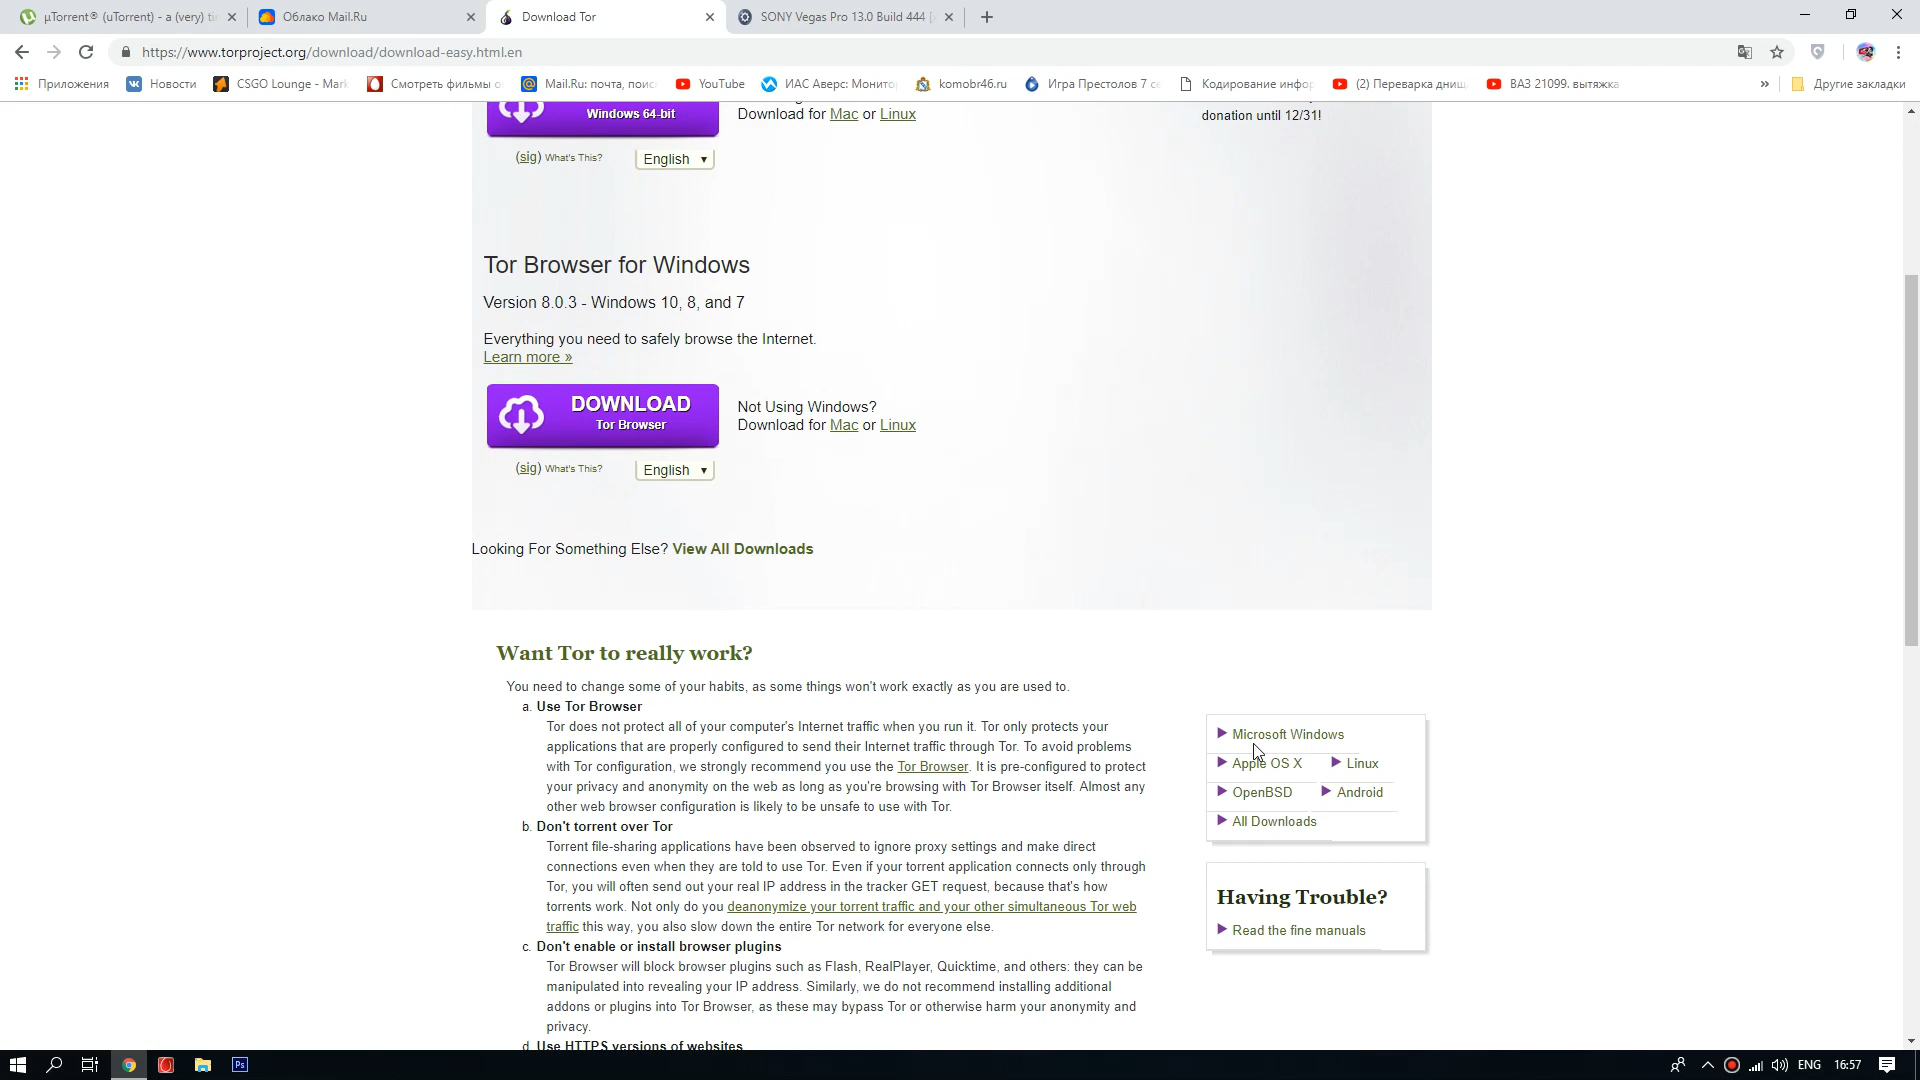 µTorrent® (uTorrent) - a (very) ti
Облако Mail.Ru
Download Tor
SONY Vegas Pro 13.0 Build 444
https://www.torproject.org/download/download-easy.html.en
Приложения
Новости
CSGO Lounge - Mark
Смотреть фильмы о
Mail.Ru: почта, поис
YouTube
ИАС Аверс: Монито
komobr46.ru
Игра Престолов 7 се
Кодирование инфор
(2) Переварка днищ
ВАЗ 21099. вытяжка
»
Другие закладки
Windows 64-bit
Download for Mac or Linux
donation until 12/31!
(sig) What's This?
English
Tor Browser for Windows
Version 8.0.3 - Windows 10, 8, and 7
Everything you need to safely browse the Internet.
Learn more »
DOWNLOAD
Tor Browser
Not Using Windows?
Download for Mac or Linux
(sig) What's This?
English
Looking For Something Else? View All Downloads
Want Tor to really work?
You need to change some of your habits, as some things won't work exactly as you are used to.
a. Use Tor Browser
Tor does not protect all of your computer's Internet traffic when you run it. Tor only protects your
applications that are properly configured to send their Internet traffic through Tor. To avoid problems
with Tor configuration, we strongly recommend you use the Tor Browser. It is pre-configured to protect
your privacy and anonymity on the web as long as you're browsing with Tor Browser itself. Almost any
other web browser configuration is likely to be unsafe to use with Tor.
b. Don't torrent over Tor
Torrent file-sharing applications have been observed to ignore proxy settings and make direct
connections even when they are told to use Tor. Even if your torrent application connects only through
Tor, you will often send out your real IP address in the tracker GET request, because that's how
torrents work. Not only do you deanonymize your torrent traffic and your other simultaneous Tor web
traffic this way, you also slow down the entire Tor network for everyone else.
c. Don't enable or install browser plugins
Tor Browser will block browser plugins such as Flash, RealPlayer, Quicktime, and others: they can be
manipulated into revealing your IP address. Similarly, we do not recommend installing additional
addons or plugins into Tor Browser, as these may bypass Tor or otherwise harm your anonymity and
privacy.
d. Use HTTPS versions of websites
Microsoft Windows
Apple OS X
Linux
OpenBSD
Android
All Downloads
Having Trouble?
Read the fine manuals
Ps
ENG
16:57